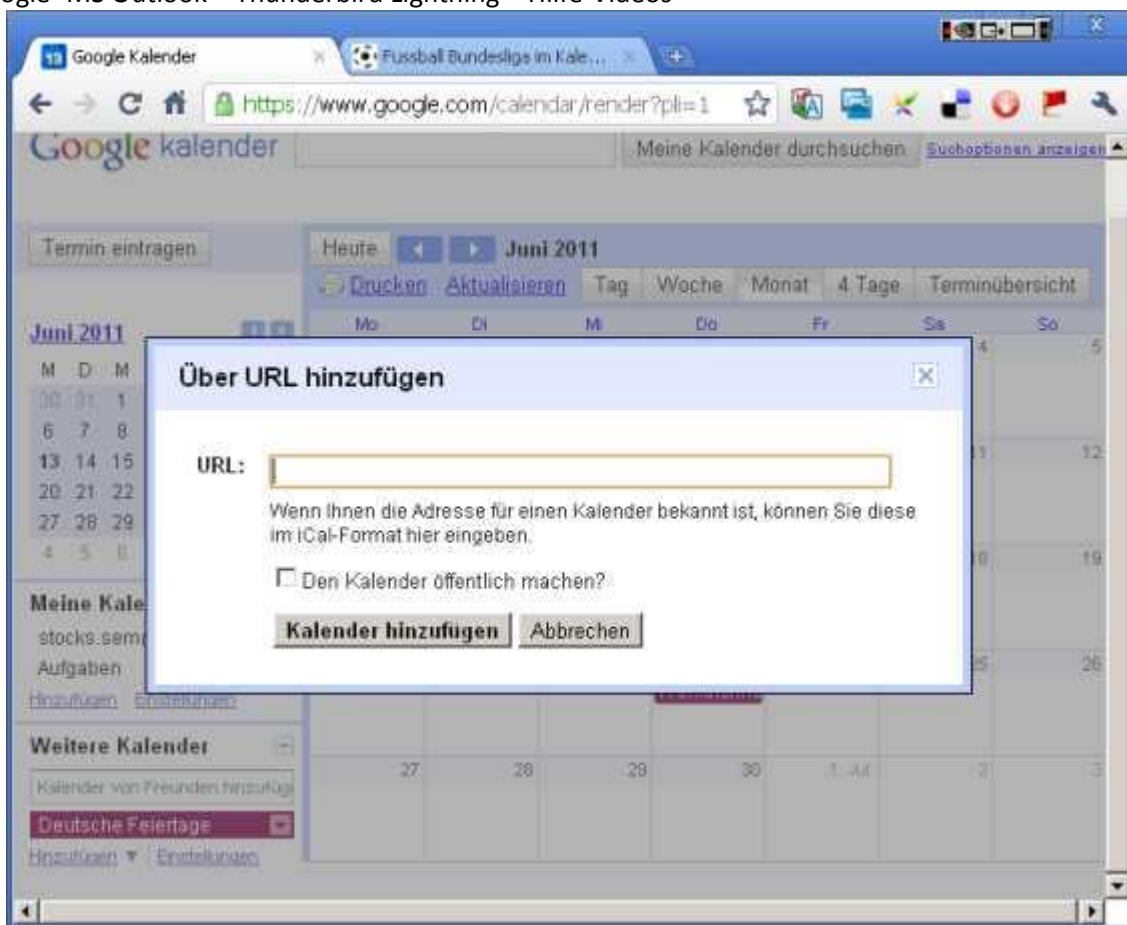 ogle- MS Outlook – Thunderbird Lightning – Hilfe-Videos
Google Kalender
Fussball Bundesliga im Kale...
https://www.google.com/calendar/render?pli=1
Google kalender
Meine Kalender durchsuchen
Suchoptionen anzeigen
Termin eintragen
Heute
Juni 2011
Drucken
Aktualisieren
Tag
Woche
Monat
4 Tage
Terminübersicht
Juni 2011
Mo Di Mi Do Fr Sa So
4 5
M D M
30 31 1
6 7 8
13 14 15
20 21 22
27 28 29
4 5 6
Über URL hinzufügen
URL:
Wenn Ihnen die Adresse für einen Kalender bekannt ist, können Sie diese
im iCal-Format hier eingeben.
Den Kalender öffentlich machen?
Kalender hinzufügen
Abbrechen
11 12
18 19
25 26
Meine Kale
stocks.sem
Aufgaben
Hinzufügen Einstellungen
Weitere Kalender
Kalender von Freunden hinzufüg
Deutsche Feiertage
Hinzufügen Einstellungen
27 28 29 30 1. Jul 2 3